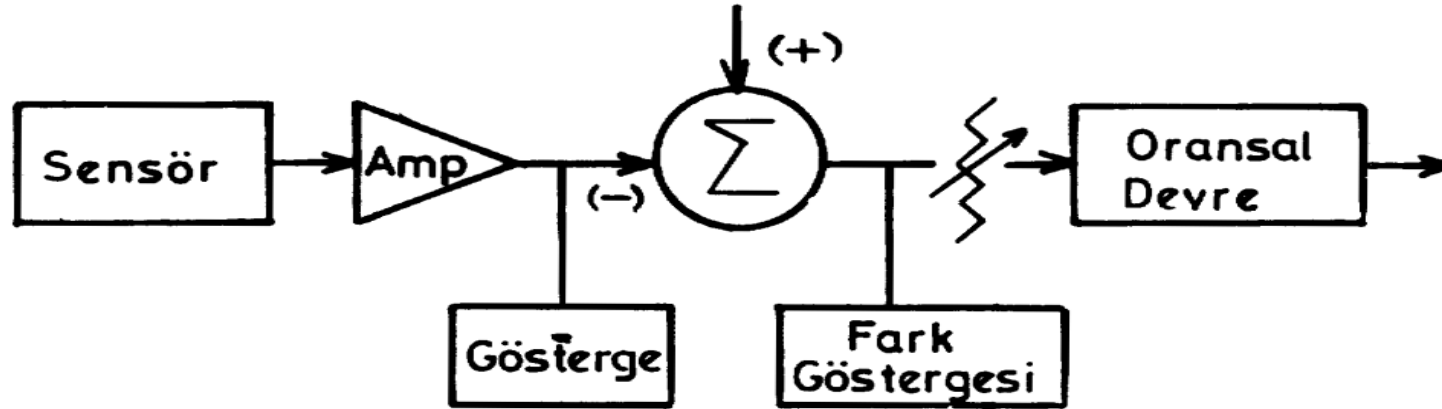 (+)
Sensör
Amp
(-)
Σ
Oransal
Devre
Gösterge
Fark
Göstergesi